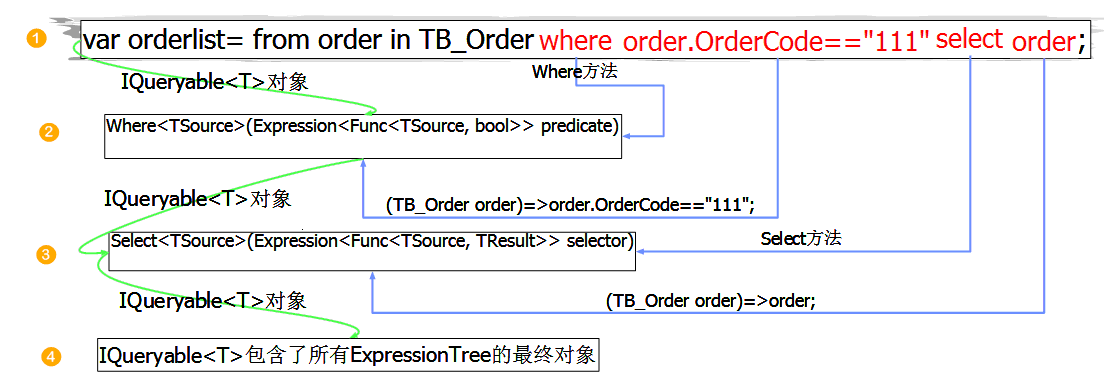 1 var orderlist= from order in TB_Order where order.OrderCode=="111" select order;
Where方法
IQueryable<T>对象
2 Where<TSource>(Expression<Func<TSource, bool>> predicate)
IQueryable<T>对象
(TB_Order order)=>order.OrderCode=="111";
3 Select<TSource>(Expression<Func<TSource, TResult>> selector)
Select方法
IQueryable<T>对象
(TB_Order order)=>order;
4 IQueryable<T>包含了所有ExpressionTree的最终对象